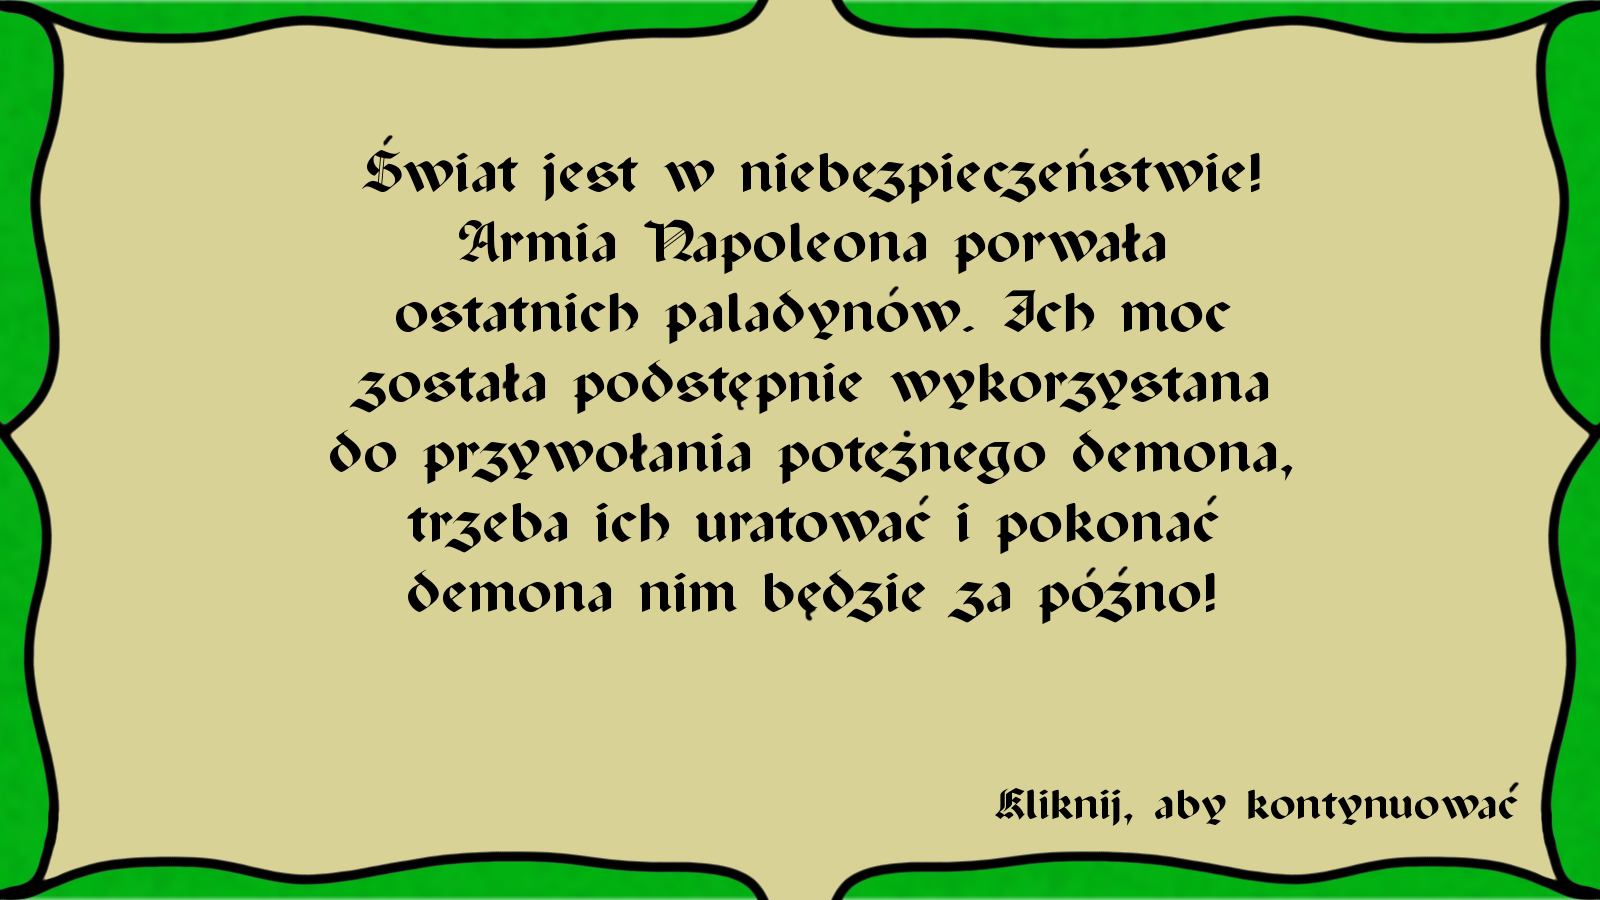 Świat jest w niebezpieczeństwie!
Armia Napoleona porwała
ostatnich paladynów. Ich moc
została podstępnie wykorzystana
do przywołania poteżnego demona,
trzeba ich uratować i pokonać
demona nim będzie za późno!
Kliknij, aby kontynuować